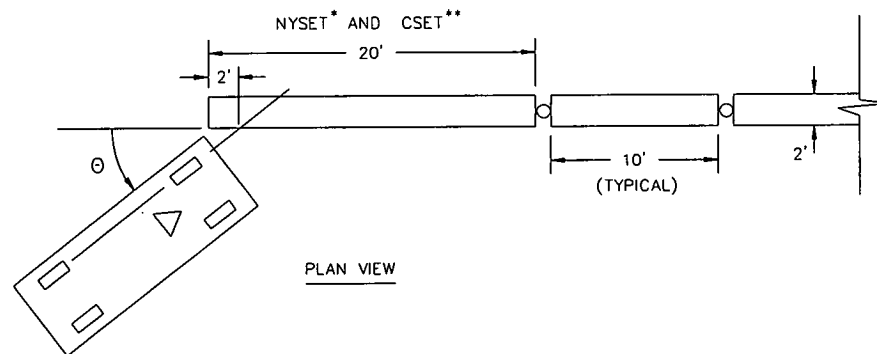 NYSET* AND CSET**
20'
2'
Θ
10'
(TYPICAL)
2'
PLAN VIEW